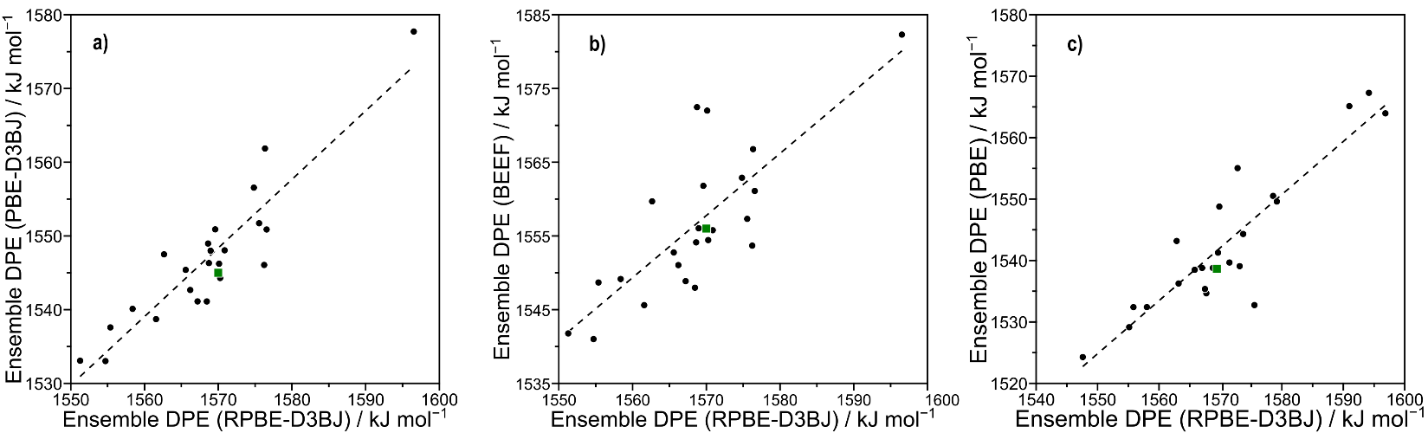 a)
Ensemble DPE (PBE-D3BJ) / kJ mol⁻¹
1580
1570
1560
1550
1540
1530
1550 1560 1570 1580 1590 1600
Ensemble DPE (RPBE-D3BJ) / kJ mol⁻¹
b)
Ensemble DPE (BEEF) / kJ mol⁻¹
1585
1575
1565
1555
1545
1535
1550 1560 1570 1580 1590 1600
Ensemble DPE (RPBE-D3BJ) / kJ mol⁻¹
c)
Ensemble DPE (PBE) / kJ mol⁻¹
1580
1570
1560
1550
1540
1530
1520
1540 1550 1560 1570 1580 1590 1600
Ensemble DPE (RPBE-D3BJ) / kJ mol⁻¹